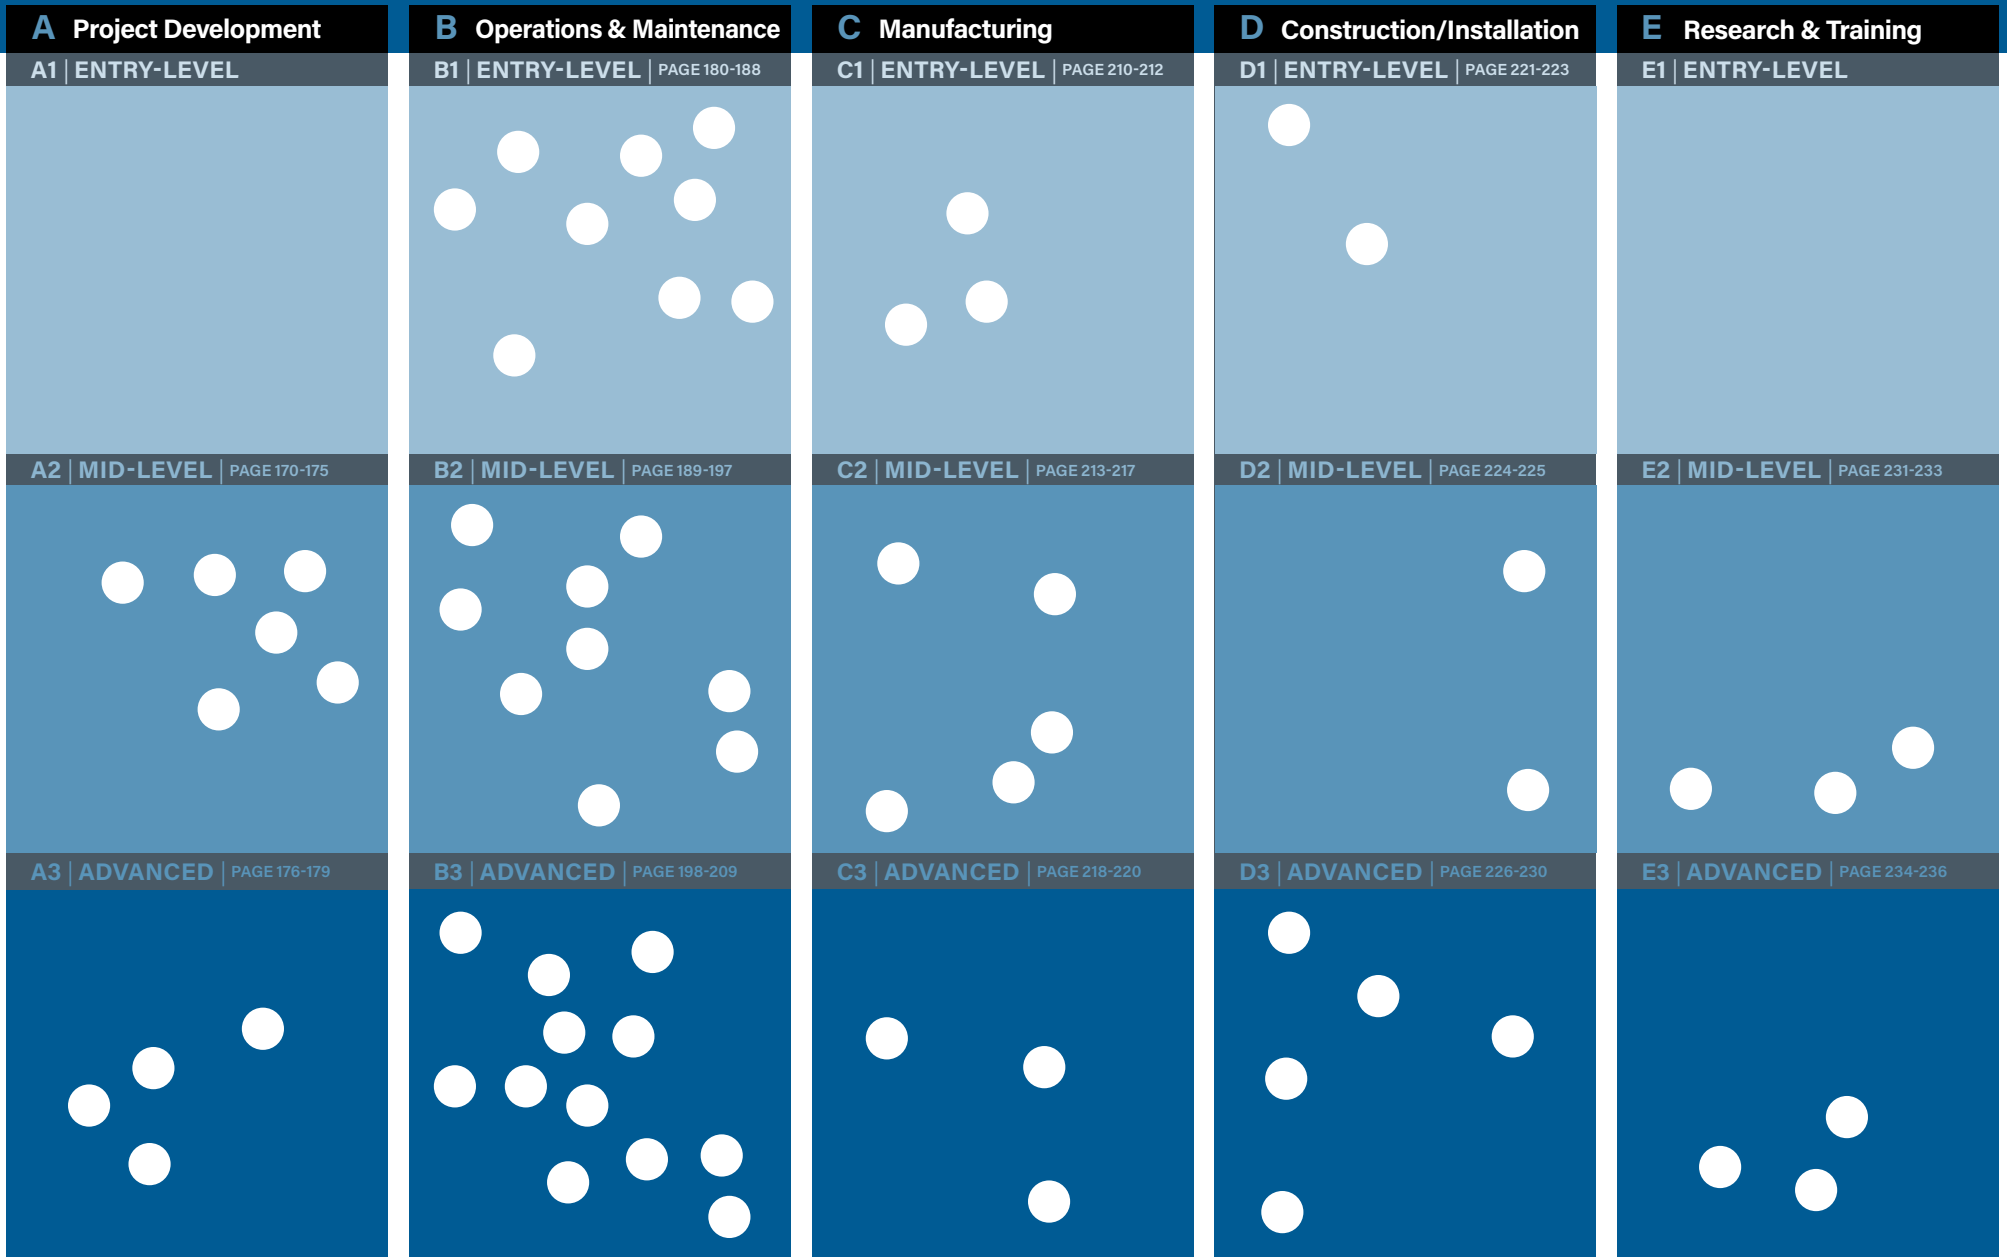 A Project Development
B Operations & Maintenance
C Manufacturing
D Construction/Installation
E Research & Training
A1 | ENTRY-LEVEL
B1 | ENTRY-LEVEL | PAGE 180-188
C1 | ENTRY-LEVEL | PAGE 210-212
D1 | ENTRY-LEVEL | PAGE 221-223
E1 | ENTRY-LEVEL
A2 | MID-LEVEL | PAGE 170-175
B2 | MID-LEVEL | PAGE 189-197
C2 | MID-LEVEL | PAGE 213-217
D2 | MID-LEVEL | PAGE 224-225
E2 | MID-LEVEL | PAGE 231-233
A3 | ADVANCED | PAGE 176-179
B3 | ADVANCED | PAGE 198-209
C3 | ADVANCED | PAGE 218-220
D3 | ADVANCED | PAGE 226-230
E3 | ADVANCED | PAGE 234-236